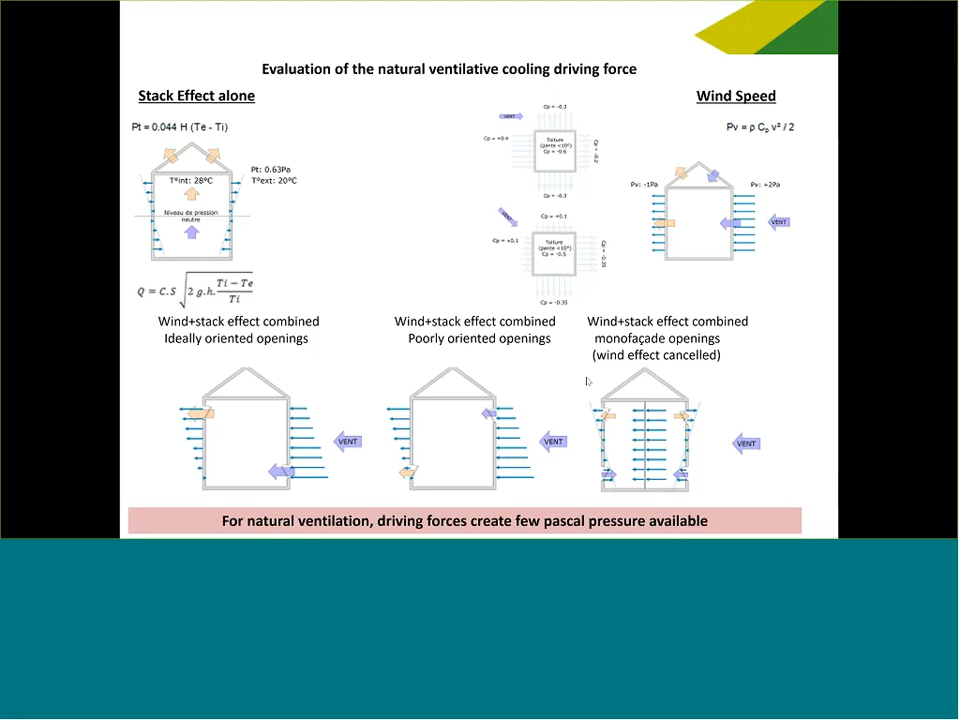 Evaluation of the natural ventilative cooling driving force
Stack Effect alone
Wind Speed
Pt = 0.044 H (Te - Ti)
Pv = ρ Cp v² / 2
T°int: 28°C
Pt: 0.63Pa
T°ext: 20°C
Niveau de pression
neutre
Q = C.S √2 g.h. Ti − Te / Ti
Cp = -0.3
VENT
Toiture
(pente <10°)
Cp = -0.6
Cp = -0.3
VENT
Cp = +0.1
Cp = +0.1
Toiture
(pente <10°)
Cp = -0.5
Cp = -0.35
Cp = -0.35
Pv: -1Pa
Pv: +2Pa
VENT
Wind+stack effect combined
Ideally oriented openings
Wind+stack effect combined
Poorly oriented openings
Wind+stack effect combined
monofaçade openings
(wind effect cancelled)
VENT
VENT
VENT
For natural ventilation, driving forces create few pascal pressure available